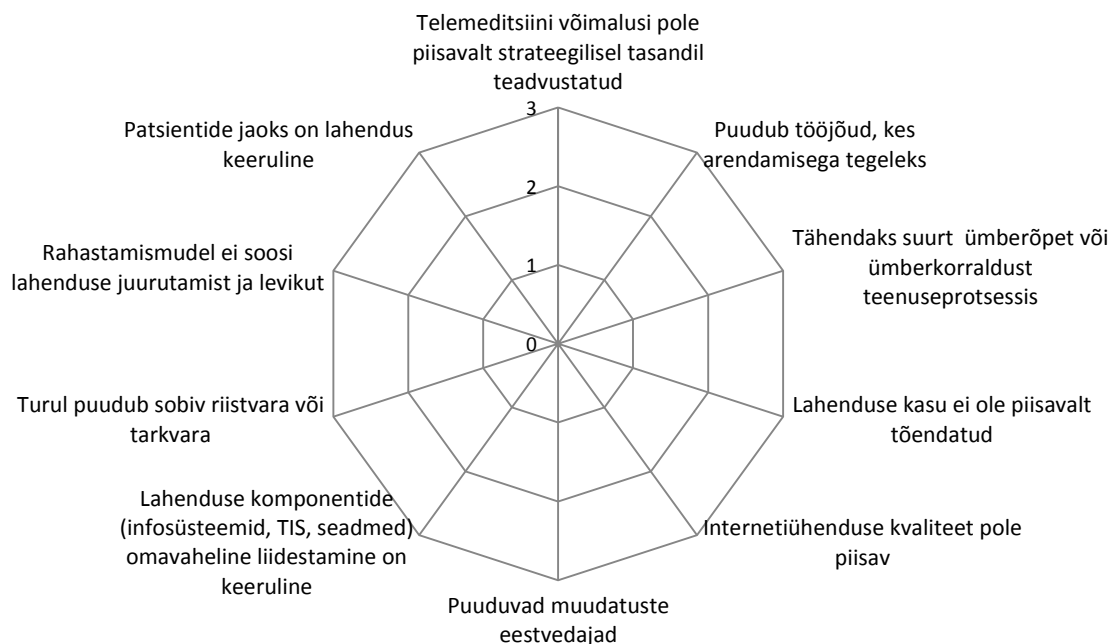 Telemeditsiini võimalusi pole
piisavalt strateegilisel tasandil
teadvustatud
3
Patsientide jaoks on lahendus
keeruline
Puudub tööjõud, kes
arendamisega tegeleks
2
Rahastamismudel ei soosi
lahenduse juurutamist ja levikut
1
Tähendaks suurt  ümberõpet või
ümberkorraldust
teenuseprotsessis
0
Turul puudub sobiv riistvara või
tarkvara
Lahenduse kasu ei ole piisavalt
tõendatud
Lahenduse komponentide
(infosüsteemid, TIS, seadmed)
omavaheline liidestamine on
keeruline
Internetiühenduse kvaliteet pole
piisav
Puuduvad muudatuste
eestvedajad